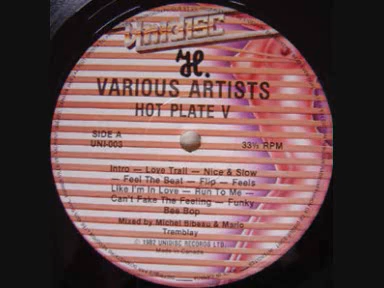 UNIDISC
H.
VARIOUS ARTISTS
HOT PLATE V
SIDE A
UNI-003
33⅓ RPM
Intro — Love Trail — Nice & Slow
— Feel The Beat — Flip — Feels
Like I'm In Love — Run To Me —
Can't Fake The Feeling — Funky
Bee Bop
Mixed by Michel Bibeau & Mario
Tremblay
© 1982 UNIDISC RECORDS LTD.
Made in Canada